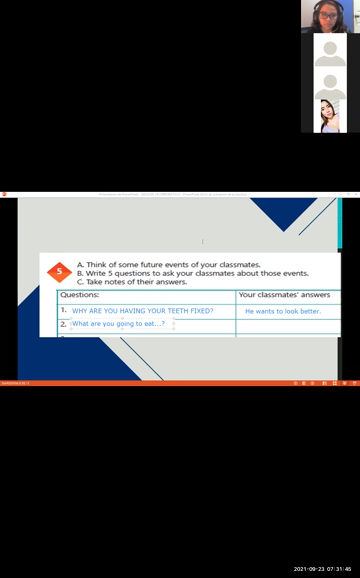 5
A. Think of some future events of your classmates.
B. Write 5 questions to ask your classmates about those events.
C. Take notes of their answers.
Questions: Your classmates' answers
1. WHY ARE YOU HAVING YOUR TEETH FIXED? He wants to look better.
2. What are you going to eat...?
2021-09-23 07:31:45